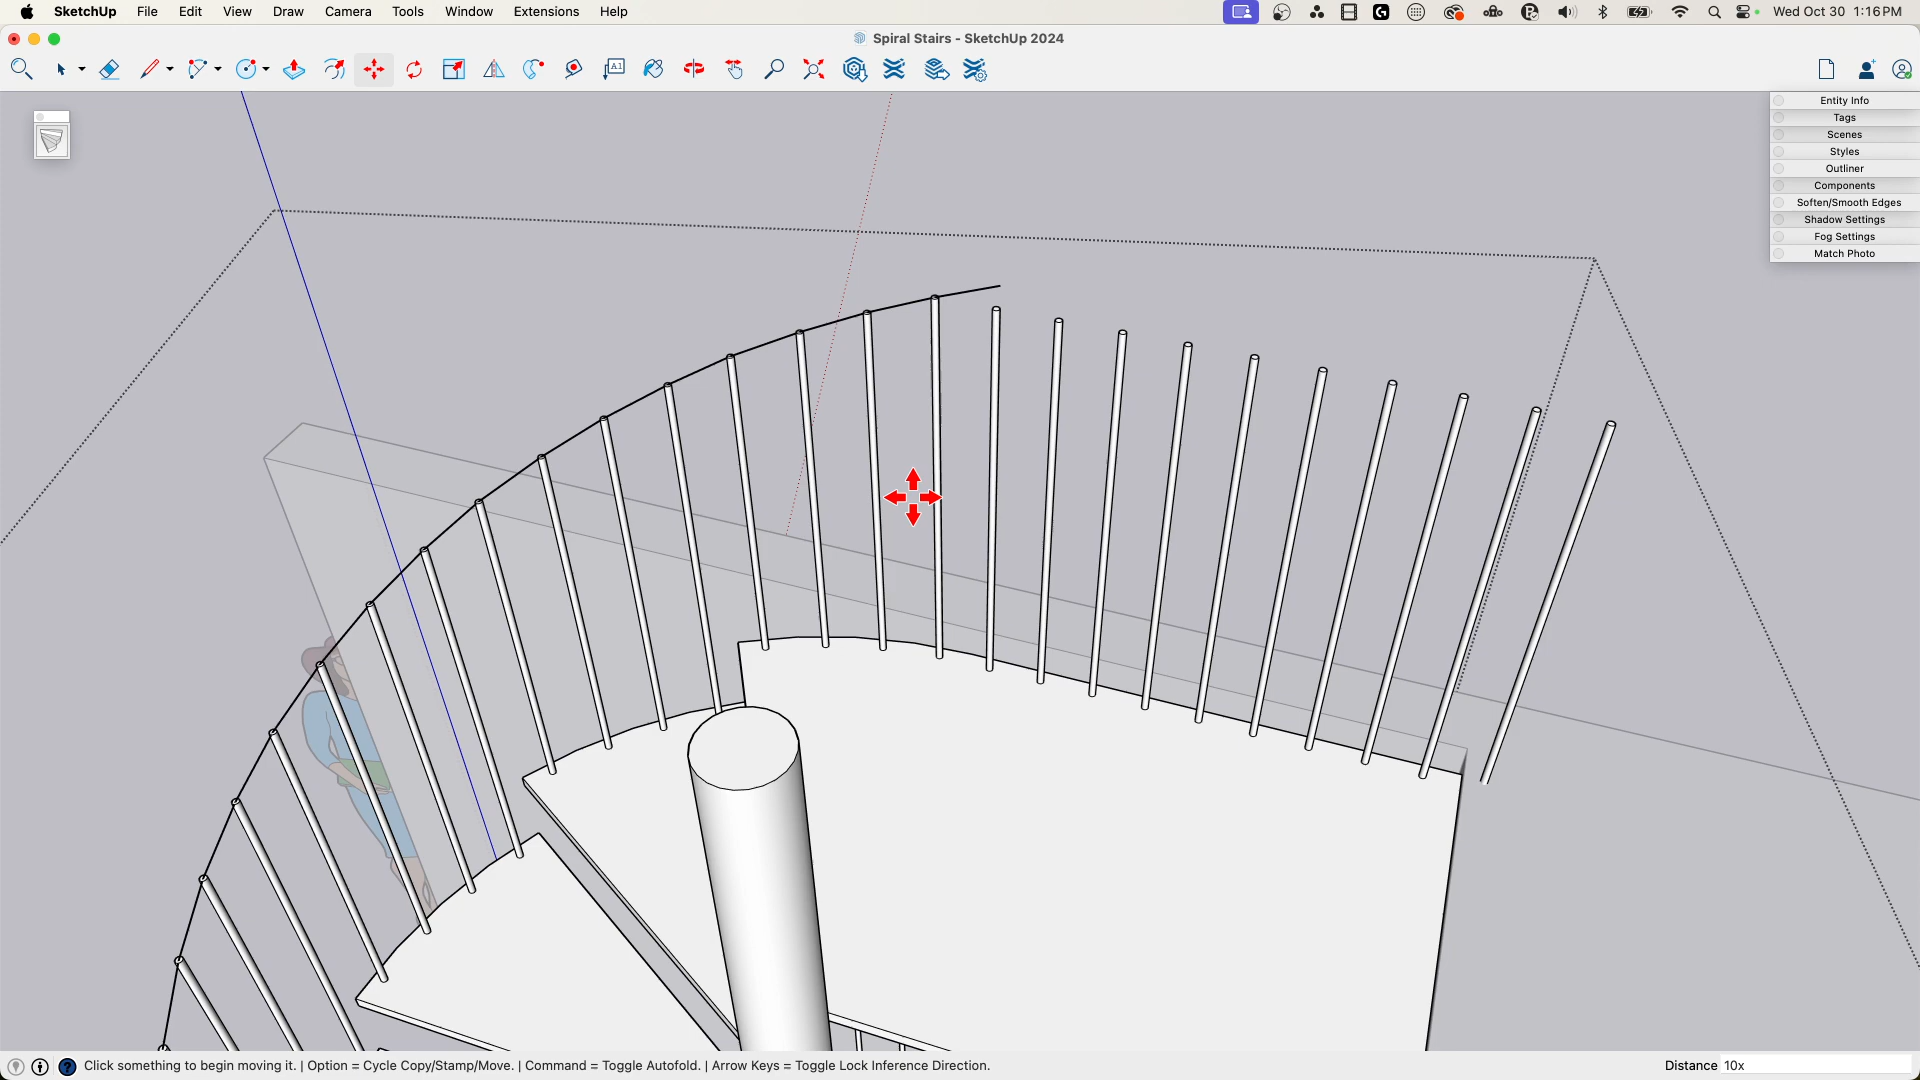 SketchUp File Edit View Draw Camera Tools Window Extensions Help Wed Oct 30 1:16 PM
Spiral Stairs - SketchUp 2024
A1
Entity Info
Tags
Scenes
Styles
Outliner
Components
Soften/Smooth Edges
Shadow Settings
Fog Settings
Match Photo
Click something to begin moving it. | Option = Cycle Copy/Stamp/Move. | Command = Toggle Autofold. | Arrow Keys = Toggle Lock Inference Direction. Distance 10x